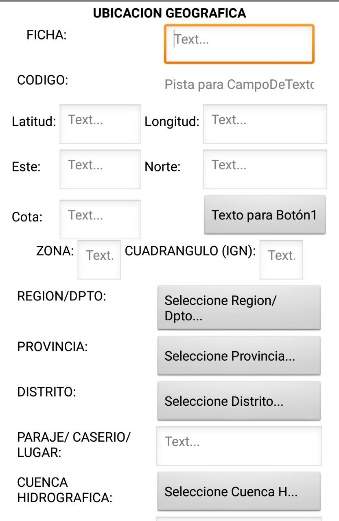 UBICACION GEOGRAFICA
FICHA: Text...
CODIGO: Pista para CampoDeTexto
Latitud: Text... Longitud: Text...
Este: Text... Norte: Text...
Cota: Text... Texto para Botón1
ZONA: Text. CUADRANGULO (IGN): Text.
REGION/DPTO: Seleccione Region/
Dpto...
PROVINCIA: Seleccione Provincia...
DISTRITO: Seleccione Distrito...
PARAJE/ CASERIO/
LUGAR: Text...
CUENCA
HIDROGRAFICA: Seleccione Cuenca H...